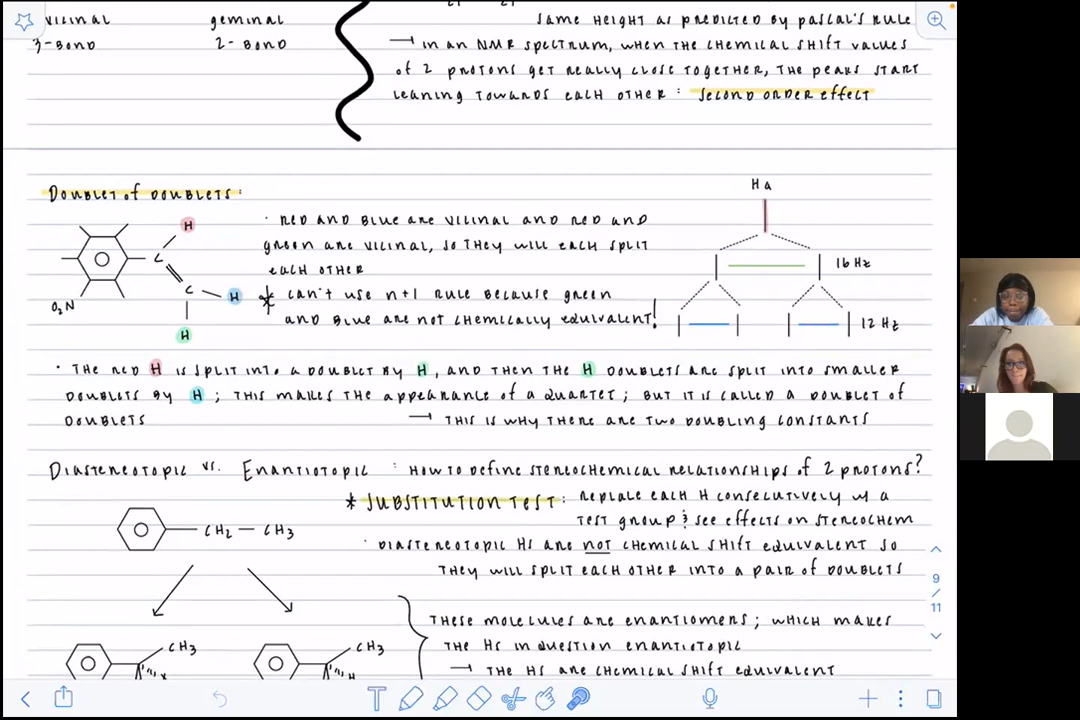 vicinal geminal
3-Bond 2-Bond
same height as predicted by pascal's rule
→ in an NMR spectrum, when the chemical shift values
of 2 protons get really close together, the peaks start
leaning towards each other : second order effect
Doublet of doublets:
H
C
C
H
H
O2N
· Red and blue are vicinal and red and
green are vicinal, so they will each split
each other
* can't use n+1 rule because green
and blue are not chemically equivalent!
Ha
16 Hz
12 Hz
· The red H is split into a doublet by H, and then the H doublets are split into smaller
doublets by H ; this makes the appearance of a quartet ; but it is called a doublet of
doublets → this is why there are two doubling constants
Diastereotopic vs. Enantiotopic : how to define stereochemical relationships of 2 protons?
* Substitution test : replace each H consecutively w/ a
test group & see effects on stereochem
CH2 — CH3
· diastereotopic Hs are not chemical shift equivalent so
they will split each other into a pair of doublets
These molecules are enantiomers ; which makes
the Hs in question enantiotopic
→ the Hs are chemical shift equivalent
CH3
CH3
9
/
11
T